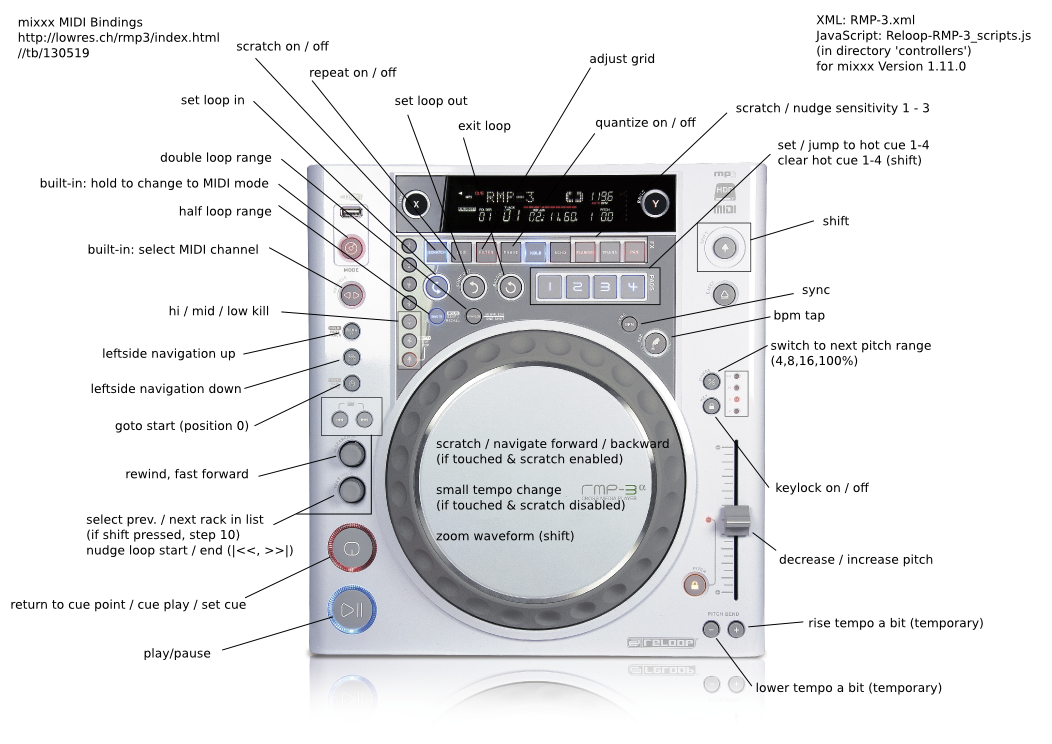 mixxx MIDI Bindings
http://lowres.ch/rmp3/index.html
//tb/130519
XML: RMP-3.xml
JavaScript: Reloop-RMP-3_scripts.js
(in directory 'controllers')
for mixxx Version 1.11.0
scratch on / off
repeat on / off
set loop in
set loop out
exit loop
adjust grid
quantize on / off
scratch / nudge sensitivity 1 - 3
set / jump to hot cue 1-4
clear hot cue 1-4 (shift)
double loop range
built-in: hold to change to MIDI mode
half loop range
built-in: select MIDI channel
hi / mid / low kill
leftside navigation up
leftside navigation down
goto start (position 0)
rewind, fast forward
select prev. / next rack in list
(if shift pressed, step 10)
nudge loop start / end (|<<, >>|)
return to cue point / cue play / set cue
play/pause
shift
sync
bpm tap
switch to next pitch range
(4,8,16,100%)
keylock on / off
decrease / increase pitch
rise tempo a bit (temporary)
lower tempo a bit (temporary)
scratch / navigate forward / backward
(if touched & scratch enabled)
small tempo change
(if touched & scratch disabled)
zoom waveform (shift)
X
RMP-3
Y
1 2 3 4
PADS
FX
MODE
mp3
HDD
MIDI
BPM
rmp-3
PITCH BEND
- +
reloop